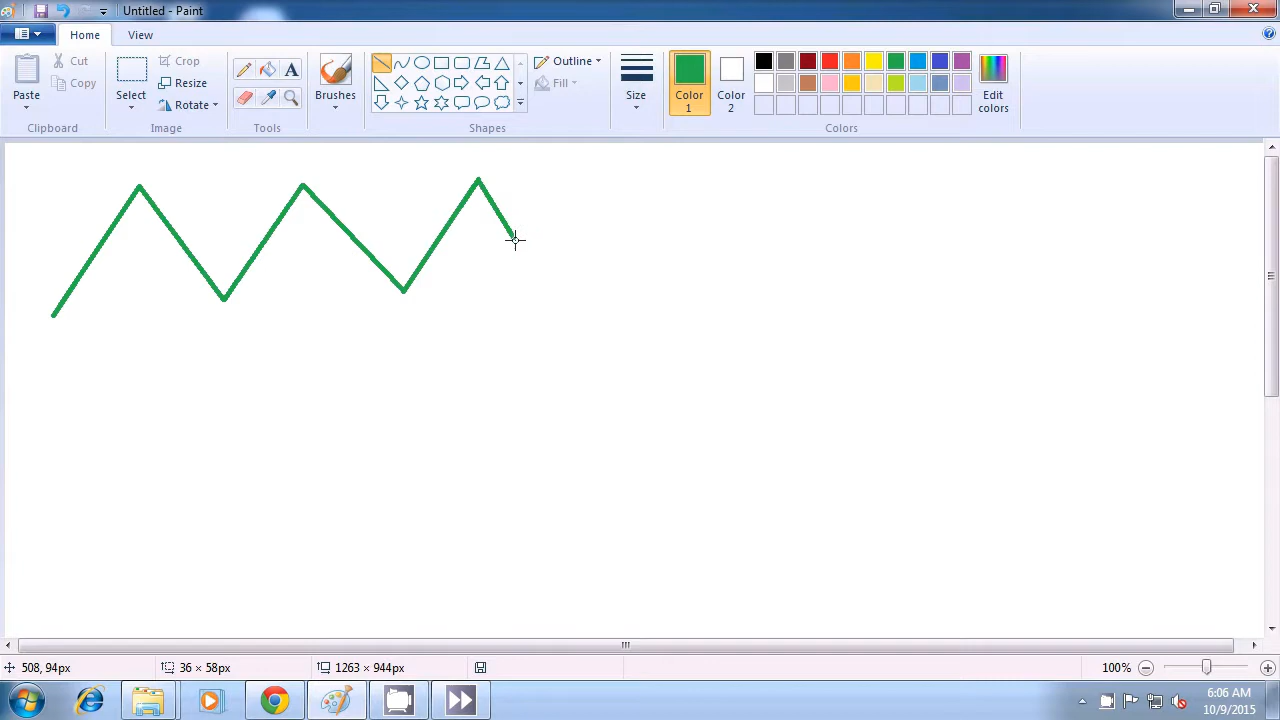 Untitled - Paint
Home
View
Paste
Cut
Copy
Clipboard
Select
Crop
Resize
Rotate
Image
A
Tools
Brushes
Outline
Fill
Shapes
Size
Color 1
Color 2
Edit colors
Colors
508, 94px
36 × 58px
1263 × 944px
100%
6:06 AM
10/9/2015